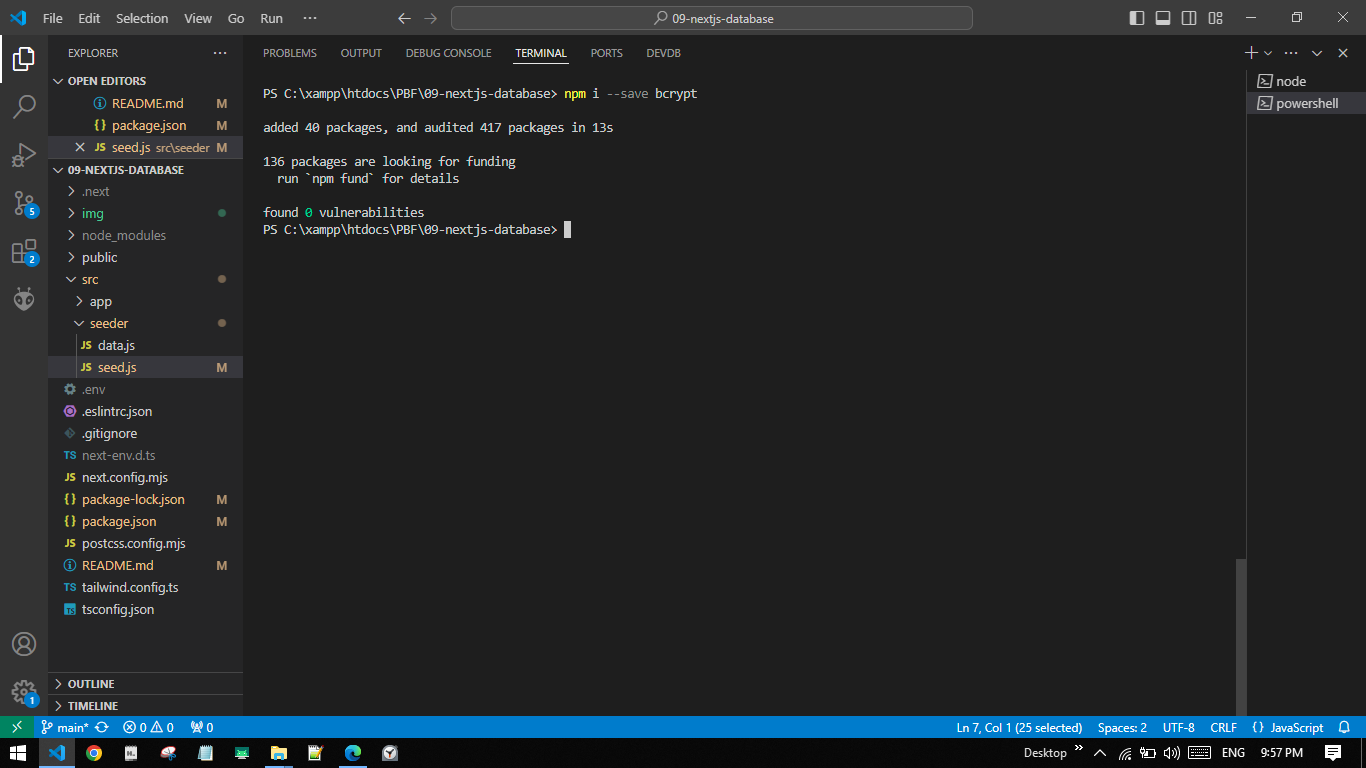 File Edit Selection View Go Run ··· 09-nextjs-database
EXPLORER ···
OPEN EDITORS
README.md M
{} package.json M
JS seed.js src\seeder M
09-NEXTJS-DATABASE
.next
img
node_modules
public
src
app
seeder
JS data.js
JS seed.js M
.env
.eslintrc.json
.gitignore
TS next-env.d.ts
JS next.config.mjs
{} package-lock.json M
{} package.json M
JS postcss.config.mjs
README.md M
TS tailwind.config.ts
TS tsconfig.json
OUTLINE
TIMELINE
5
2
1
PROBLEMS OUTPUT DEBUG CONSOLE TERMINAL PORTS DEVDB
PS C:\xampp\htdocs\PBF\09-nextjs-database> npm i --save bcrypt
added 40 packages, and audited 417 packages in 13s
136 packages are looking for funding
run `npm fund` for details
found 0 vulnerabilities
PS C:\xampp\htdocs\PBF\09-nextjs-database>
node
powershell
main* 0 0 0 Ln 7, Col 1 (25 selected) Spaces: 2 UTF-8 CRLF {} JavaScript
Desktop » ENG 9:57 PM